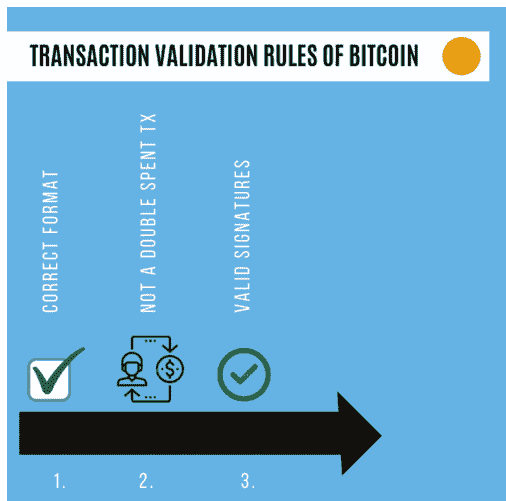 TRANSACTION VALIDATION RULES OF BITCOIN
CORRECT FORMAT
NOT A DOUBLE SPENT TX
VALID SIGNATURES
$
1.
2.
3.